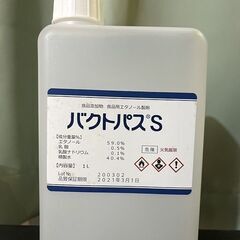 食品添加物 食品用エタノール製剤
バクトパス®S
【成分重量%】
エタノール 59.0%
乳酸 0.5%
乳酸ナトリウム 0.1%
精製水 40.4%
【内容量】 1L
Lot No: 200302
品質保証期限 2021年3月1日
危険 火気厳禁